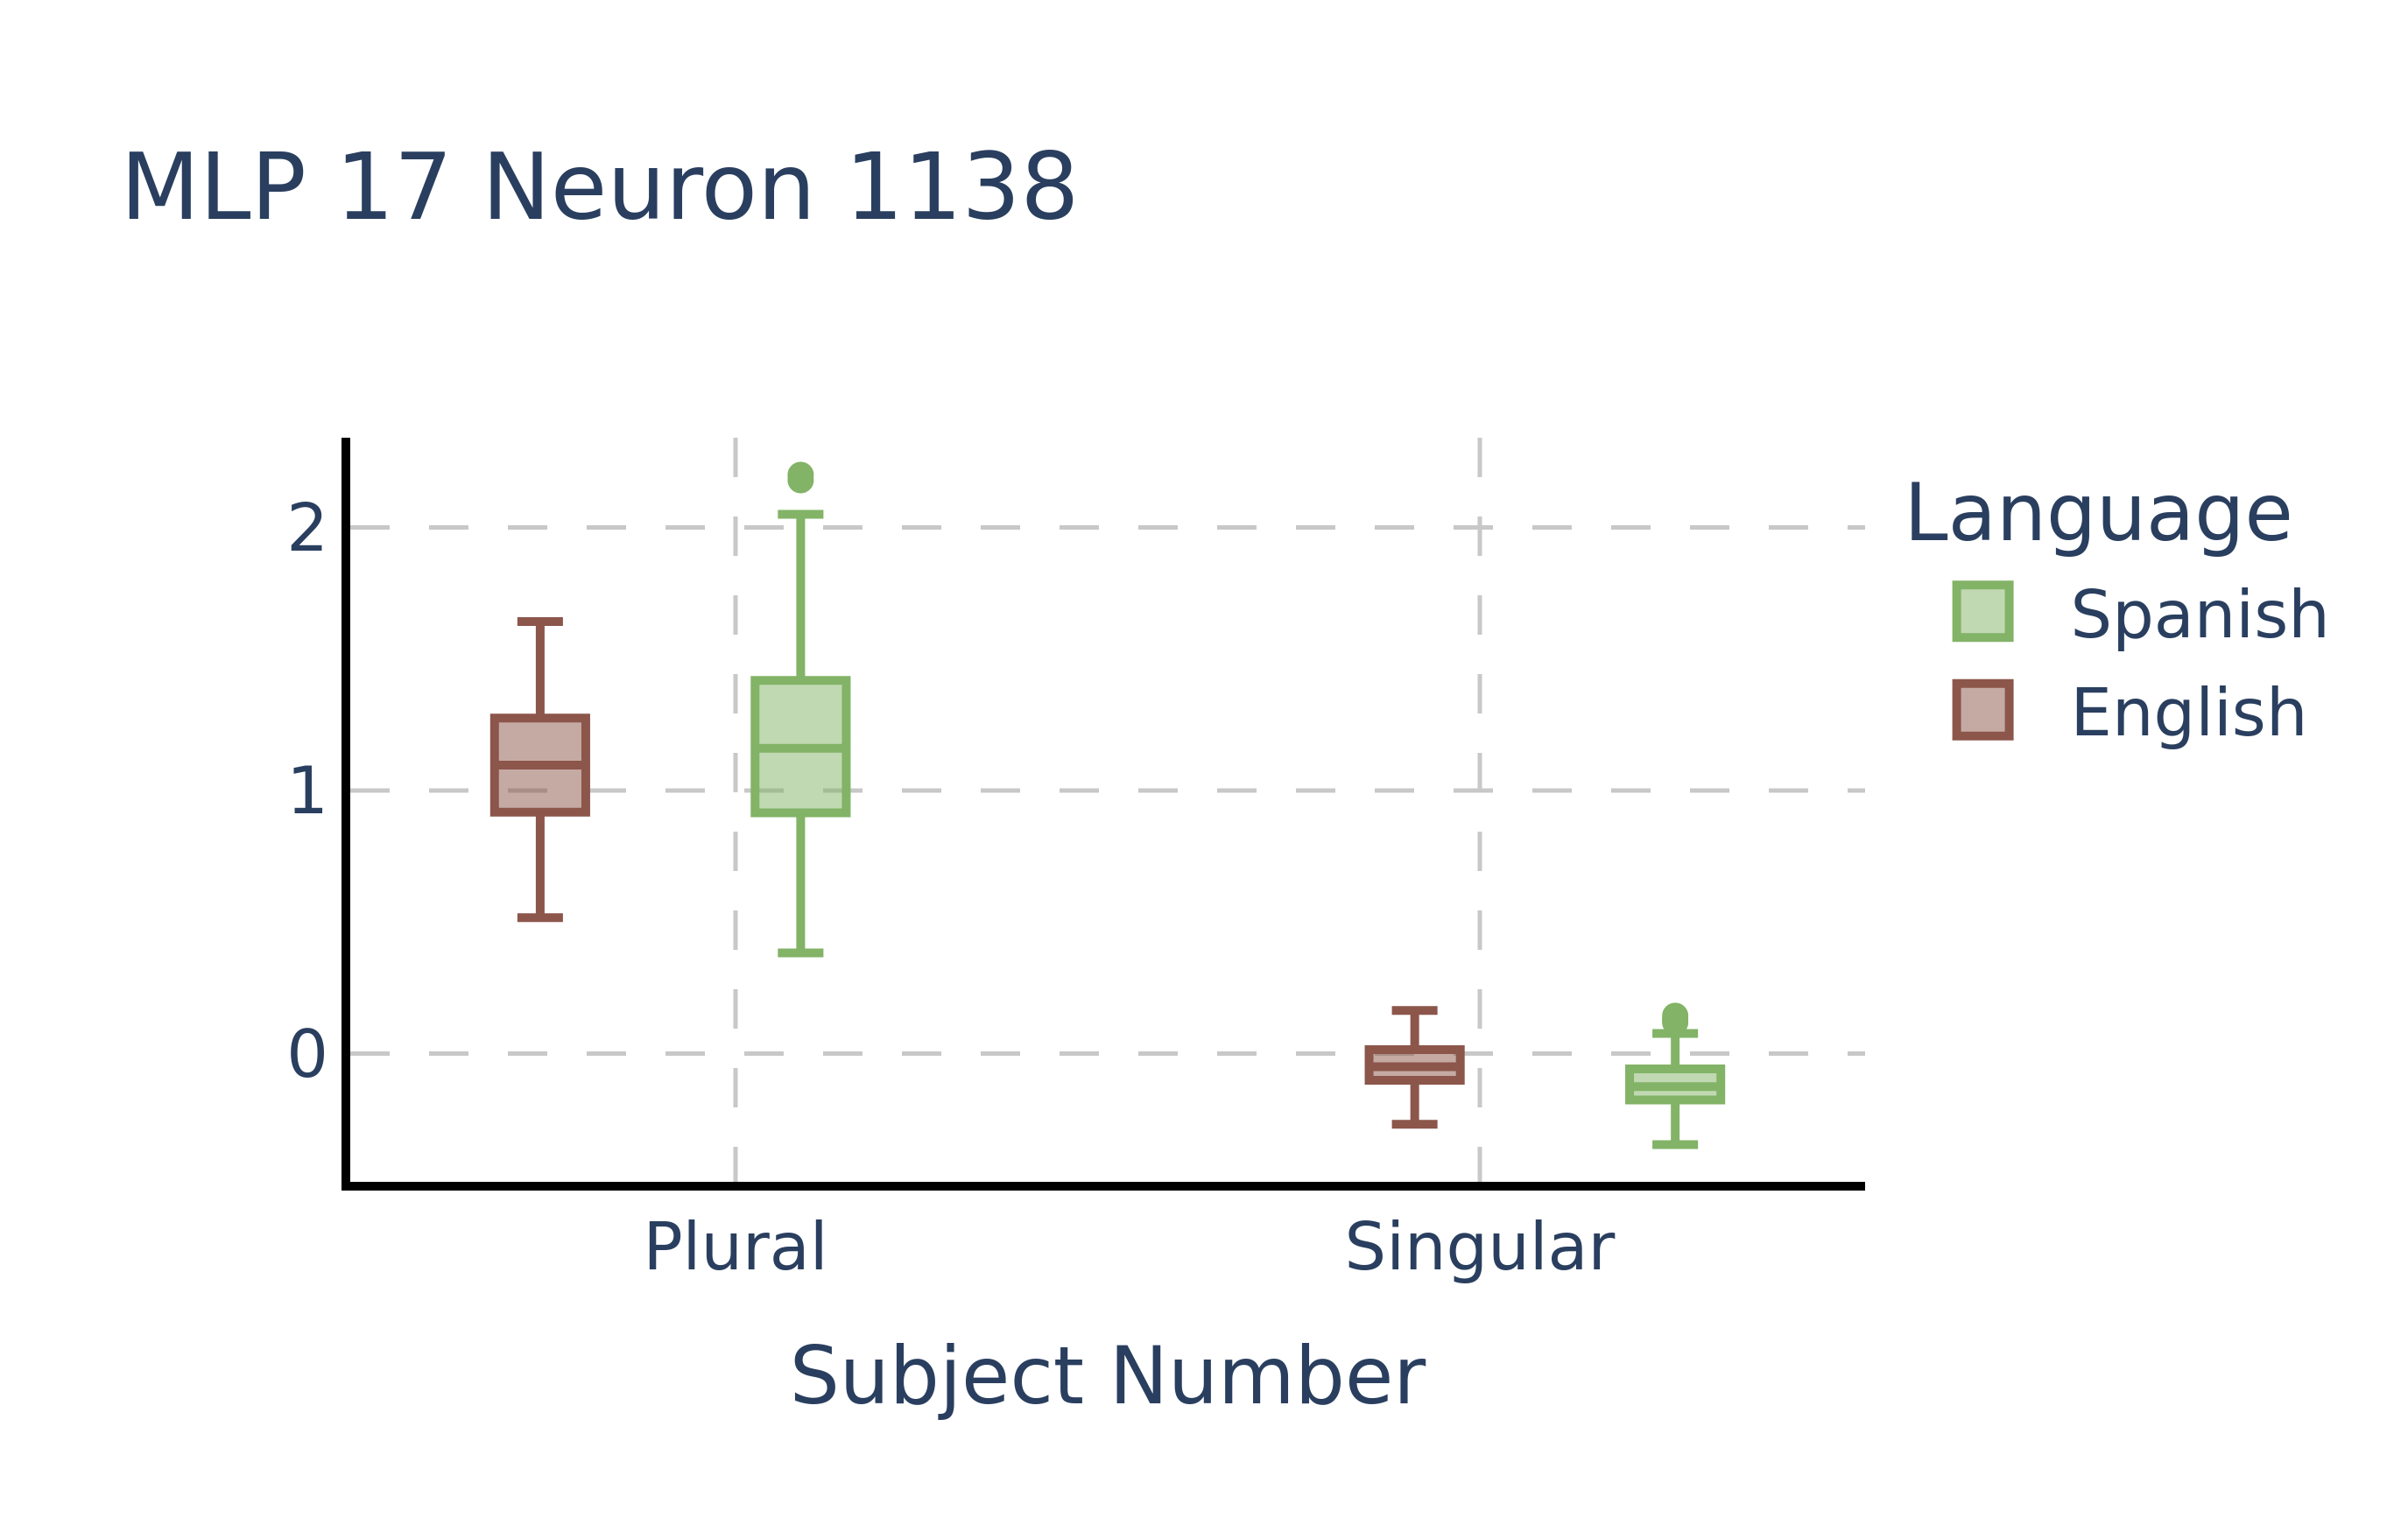 MLP 17 Neuron 1138
2
1
0
Plural
Singular
Subject Number
Language
Spanish
English